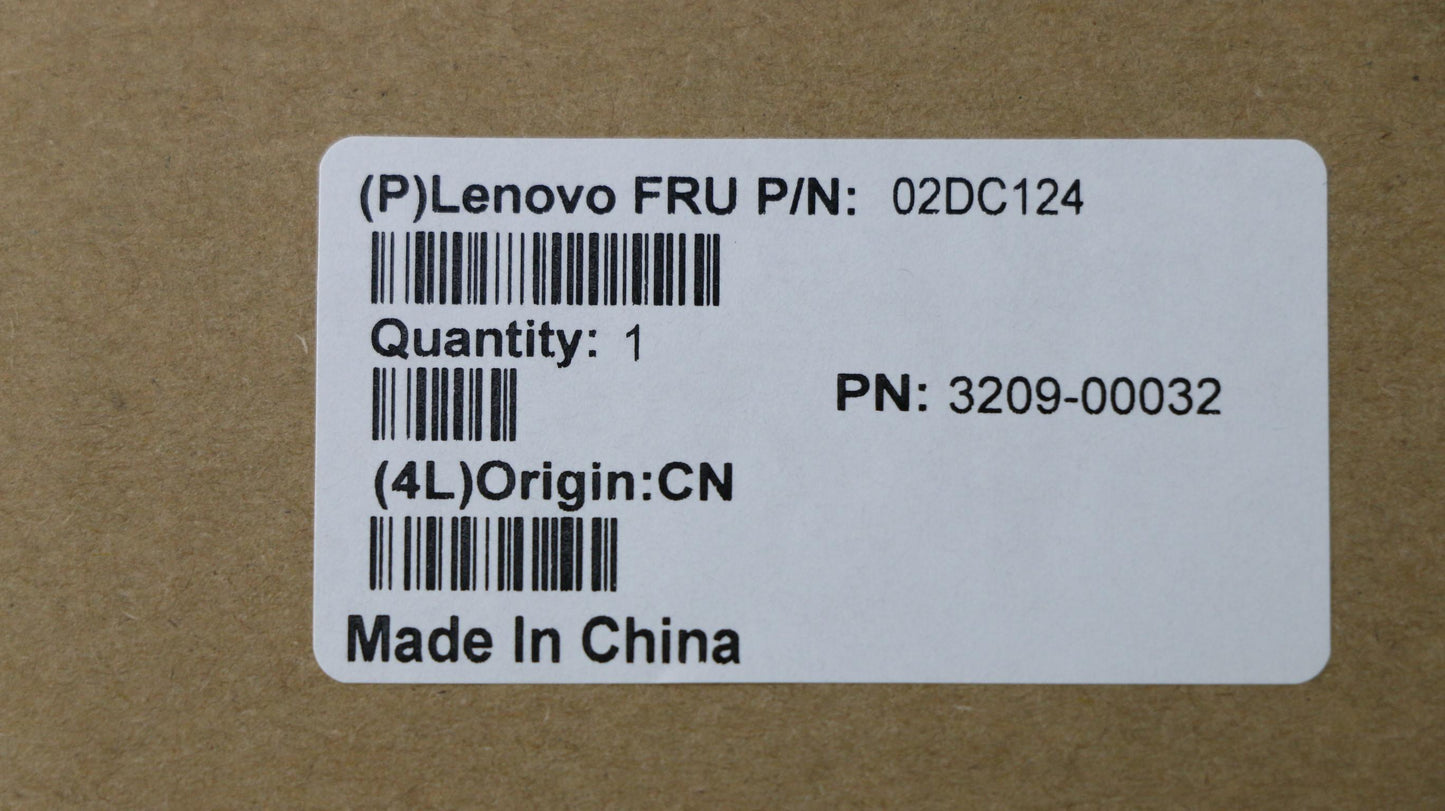 (P)Lenovo FRU P/N: 02DC124
Quantity: 1
PN: 3209-00032
(4L)Origin:CN
Made In China